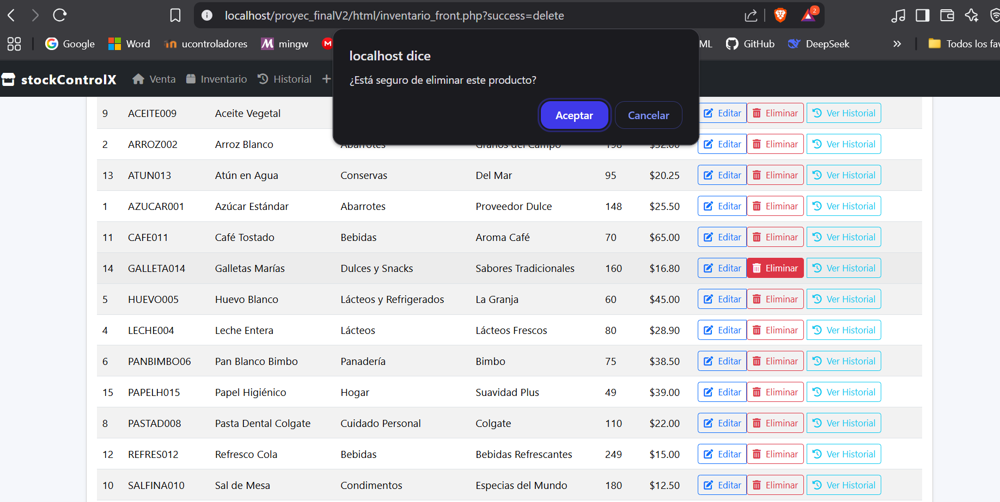 localhost/proyec_finalV2/html/inventario_front.php?success=delete 2
Google Word ucontroladores mingw ML GitHub DeepSeek » Todos los fav
localhost dice
¿Está seguro de eliminar este producto?
Aceptar Cancelar
stockControlX Venta Inventario Historial +
9 ACEITE009 Aceite Vegetal Editar Eliminar Ver Historial
2 ARROZ002 Arroz Blanco Abarrotes Granos del Campo 198 $32.00 Editar Eliminar Ver Historial
13 ATUN013 Atún en Agua Conservas Del Mar 95 $20.25 Editar Eliminar Ver Historial
1 AZUCAR001 Azúcar Estándar Abarrotes Proveedor Dulce 148 $25.50 Editar Eliminar Ver Historial
11 CAFE011 Café Tostado Bebidas Aroma Café 70 $65.00 Editar Eliminar Ver Historial
14 GALLETA014 Galletas Marías Dulces y Snacks Sabores Tradicionales 160 $16.80 Editar Eliminar Ver Historial
5 HUEVO005 Huevo Blanco Lácteos y Refrigerados La Granja 60 $45.00 Editar Eliminar Ver Historial
4 LECHE004 Leche Entera Lácteos Lácteos Frescos 80 $28.90 Editar Eliminar Ver Historial
6 PANBIMBO06 Pan Blanco Bimbo Panadería Bimbo 75 $38.50 Editar Eliminar Ver Historial
15 PAPELH015 Papel Higiénico Hogar Suavidad Plus 49 $39.00 Editar Eliminar Ver Historial
8 PASTAD008 Pasta Dental Colgate Cuidado Personal Colgate 110 $22.00 Editar Eliminar Ver Historial
12 REFRES012 Refresco Cola Bebidas Bebidas Refrescantes 249 $15.00 Editar Eliminar Ver Historial
10 SALFINA010 Sal de Mesa Condimentos Especias del Mundo 180 $12.50 Editar Eliminar Ver Historial